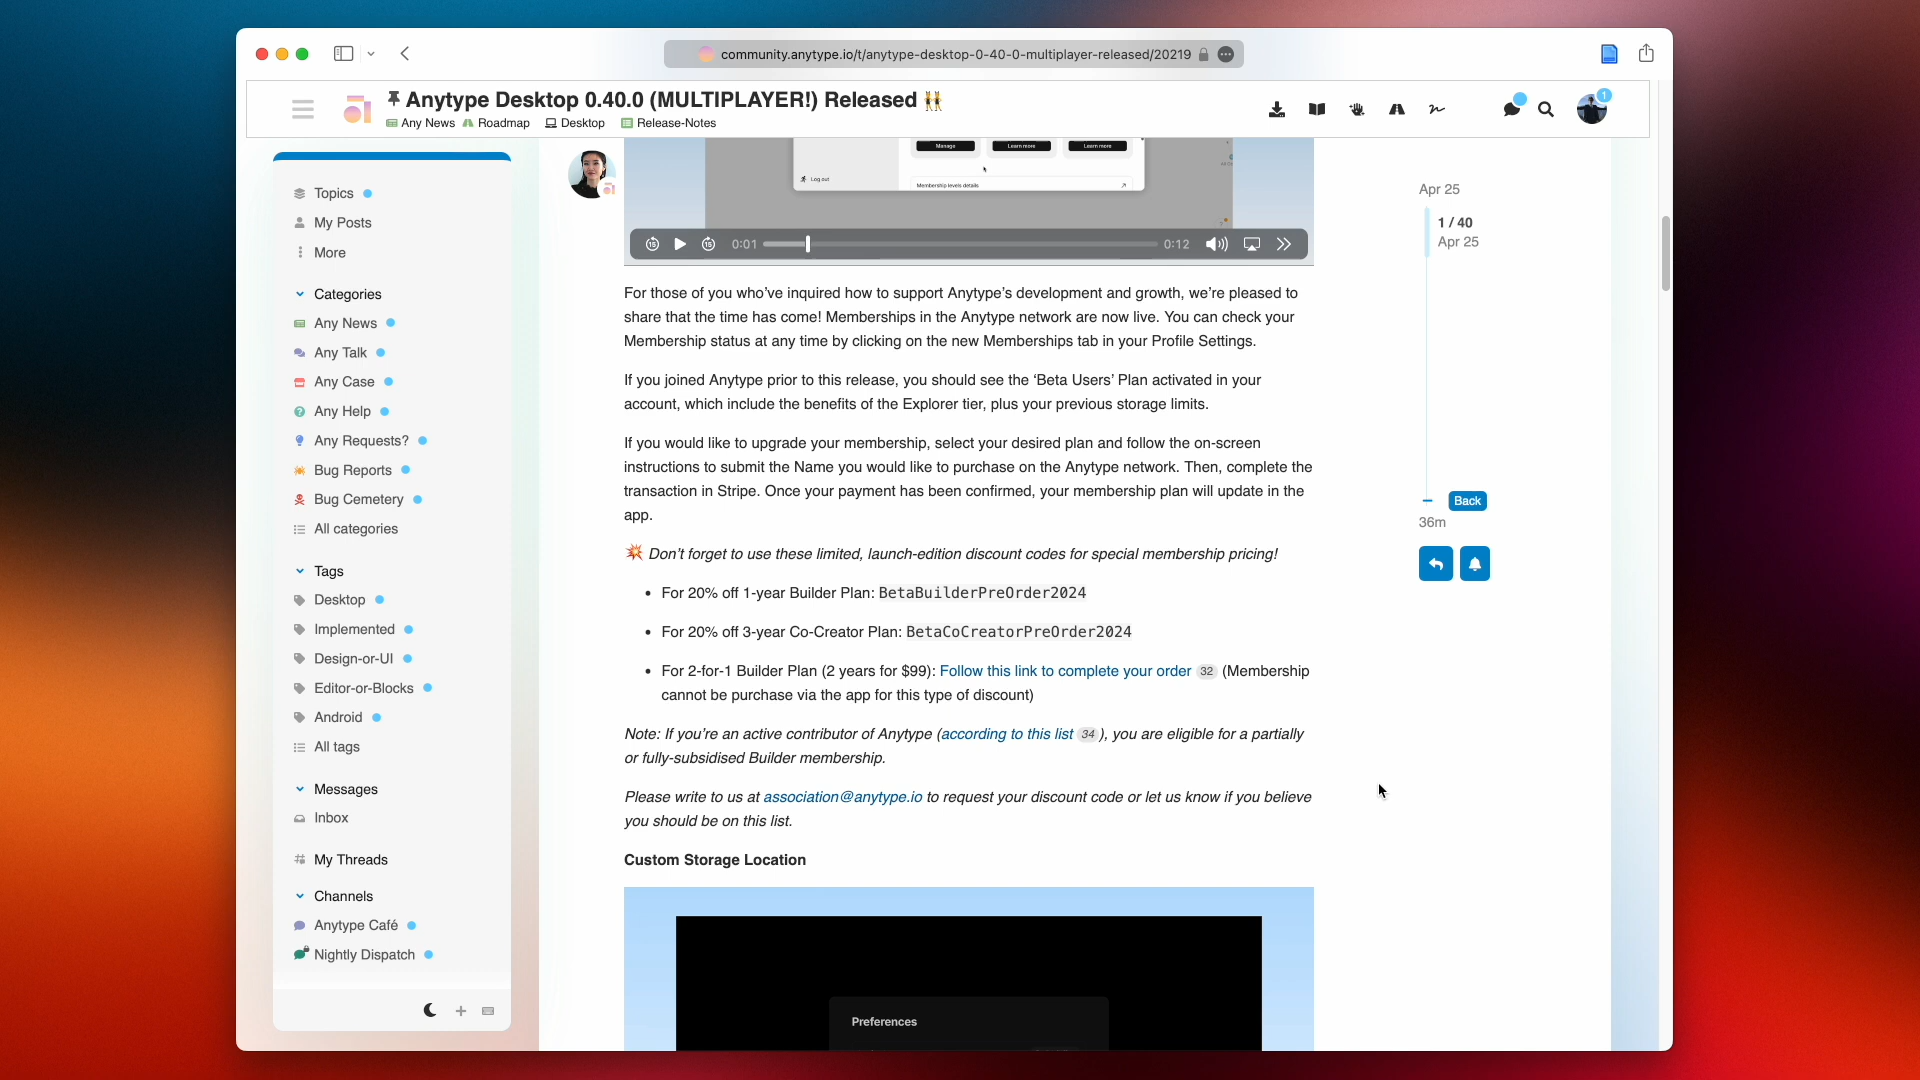 community.anytype.io/t/anytype-desktop-0-40-0-multiplayer-released/20219
Anytype Desktop 0.40.0 (MULTIPLAYER!) Released
Any News Roadmap Desktop Release-Notes
1
Topics
My Posts
More
Categories
Any News
Any Talk
Any Case
Any Help
Any Requests?
Bug Reports
Bug Cemetery
All categories
Tags
Desktop
Implemented
Design-or-UI
Editor-or-Blocks
Android
All tags
Messages
Inbox
My Threads
Channels
Anytype Café
Nightly Dispatch
Manage Learn more Learn more
Log out
Membership levels details
15 15 0:01 0:12
For those of you who’ve inquired how to support Anytype’s development and growth, we’re pleased to
share that the time has come! Memberships in the Anytype network are now live. You can check your
Membership status at any time by clicking on the new Memberships tab in your Profile Settings.
If you joined Anytype prior to this release, you should see the ‘Beta Users’ Plan activated in your
account, which include the benefits of the Explorer tier, plus your previous storage limits.
If you would like to upgrade your membership, select your desired plan and follow the on-screen
instructions to submit the Name you would like to purchase on the Anytype network. Then, complete the
transaction in Stripe. Once your payment has been confirmed, your membership plan will update in the
app.
Don’t forget to use these limited, launch-edition discount codes for special membership pricing!
• For 20% off 1-year Builder Plan: BetaBuilderPreOrder2024
• For 20% off 3-year Co-Creator Plan: BetaCoCreatorPreOrder2024
• For 2-for-1 Builder Plan (2 years for $99): Follow this link to complete your order 32 (Membership
cannot be purchase via the app for this type of discount)
Note: If you’re an active contributor of Anytype (according to this list 34 ), you are eligible for a partially
or fully-subsidised Builder membership.
Please write to us at association@anytype.io to request your discount code or let us know if you believe
you should be on this list.
Custom Storage Location
Preferences
Apr 25
1 / 40
Apr 25
Back
36m